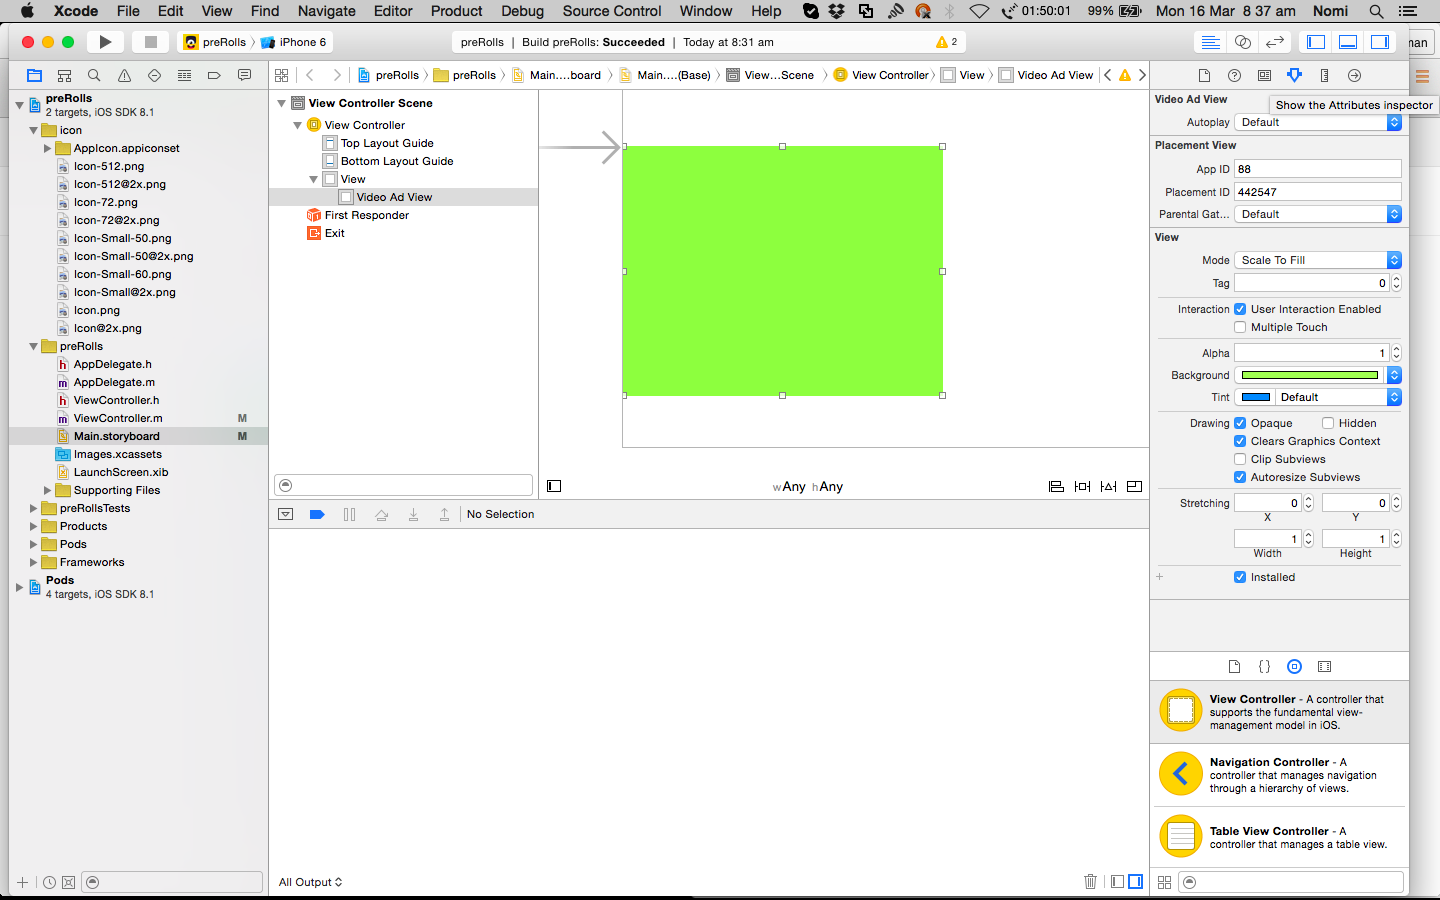 Xcode File Edit View Find Navigate Editor Product Debug Source Control Window Help 01:50:01 99% Mon 16 Mar 8 37 am Nomi
preRolls iPhone 6
preRolls | Build preRolls: Succeeded | Today at 8:31 am 2
man
preRolls preRolls Main....board Main....(Base) View...Scene View Controller View Video Ad View
preRolls
2 targets, iOS SDK 8.1
icon
AppIcon.appiconset
Icon-512.png
Icon-512@2x.png
Icon-72.png
Icon-72@2x.png
Icon-Small-50.png
Icon-Small-50@2x.png
Icon-Small-60.png
Icon-Small@2x.png
Icon.png
Icon@2x.png
preRolls
AppDelegate.h
AppDelegate.m
ViewController.h
ViewController.m M
Main.storyboard M
Images.xcassets
LaunchScreen.xib
Supporting Files
preRollsTests
Products
Pods
Frameworks
Pods
4 targets, iOS SDK 8.1
View Controller Scene
View Controller
Top Layout Guide
Bottom Layout Guide
View
Video Ad View
First Responder
Exit
wAny hAny
No Selection
All Output
Video Ad View
Show the Attributes inspector
Autoplay Default
Placement View
App ID 88
Placement ID 442547
Parental Gat... Default
View
Mode Scale To Fill
Tag 0
Interaction User Interaction Enabled
Multiple Touch
Alpha 1
Background
Tint Default
Drawing Opaque Hidden
Clears Graphics Context
Clip Subviews
Autoresize Subviews
Stretching 0 0
X Y
1 1
Width Height
+ Installed
{ }
View Controller - A controller that
supports the fundamental view-
management model in iOS.
Navigation Controller - A
controller that manages navigation
through a hierarchy of views.
Table View Controller - A
controller that manages a table view.